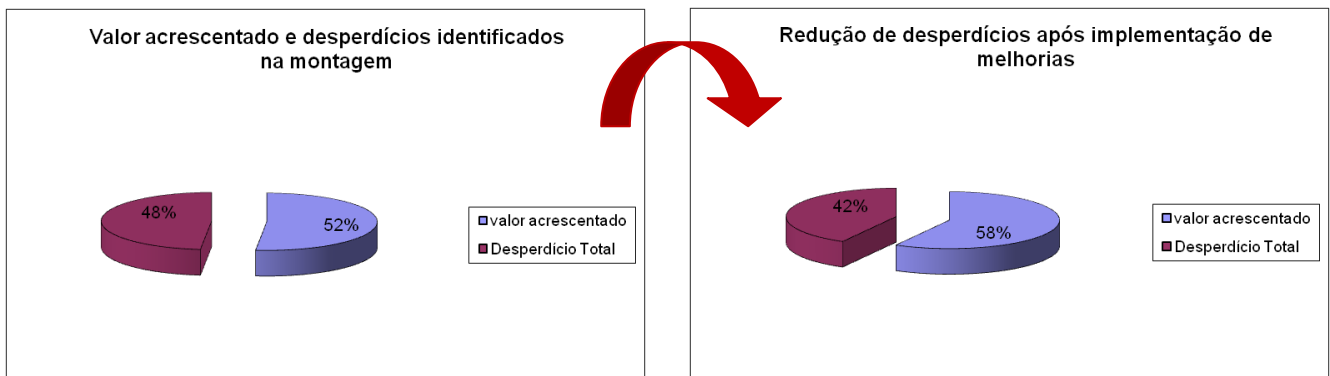 Valor acrescentado e desperdícios identificados
na montagem
48%
52%
valor acrescentado
Desperdício Total
Redução de desperdícios após implementação de
melhorias
42%
58%
valor acrescentado
Desperdício Total